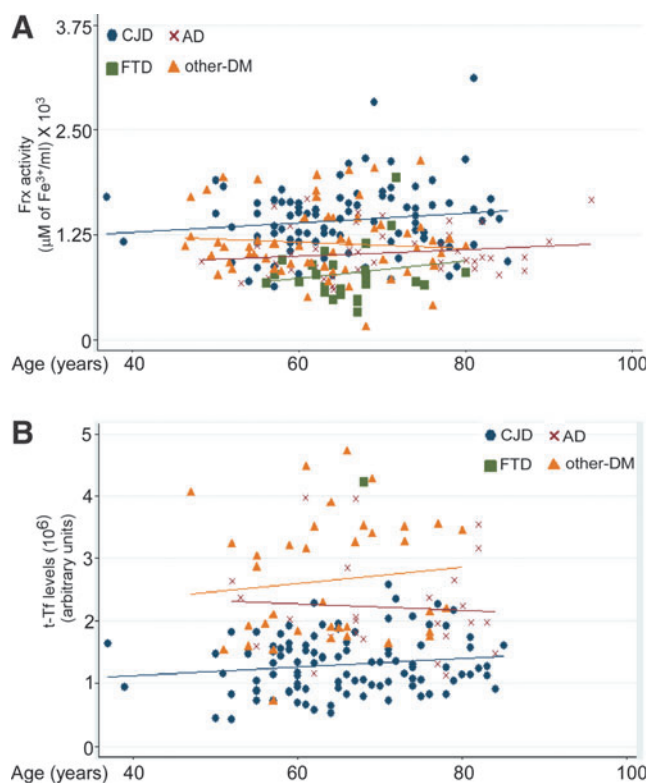 A
3.75
CJD
AD
FTD
other-DM
2.50
Frx activity
(μM of Fe³⁺/ml) X 10³
1.25
0
Age (years)
40
60
80
100
B
5
CJD
AD
FTD
other-DM
4
t-Tf levels (10⁶)
(arbitrary units)
3
2
1
0
Age (years)
40
60
80
100